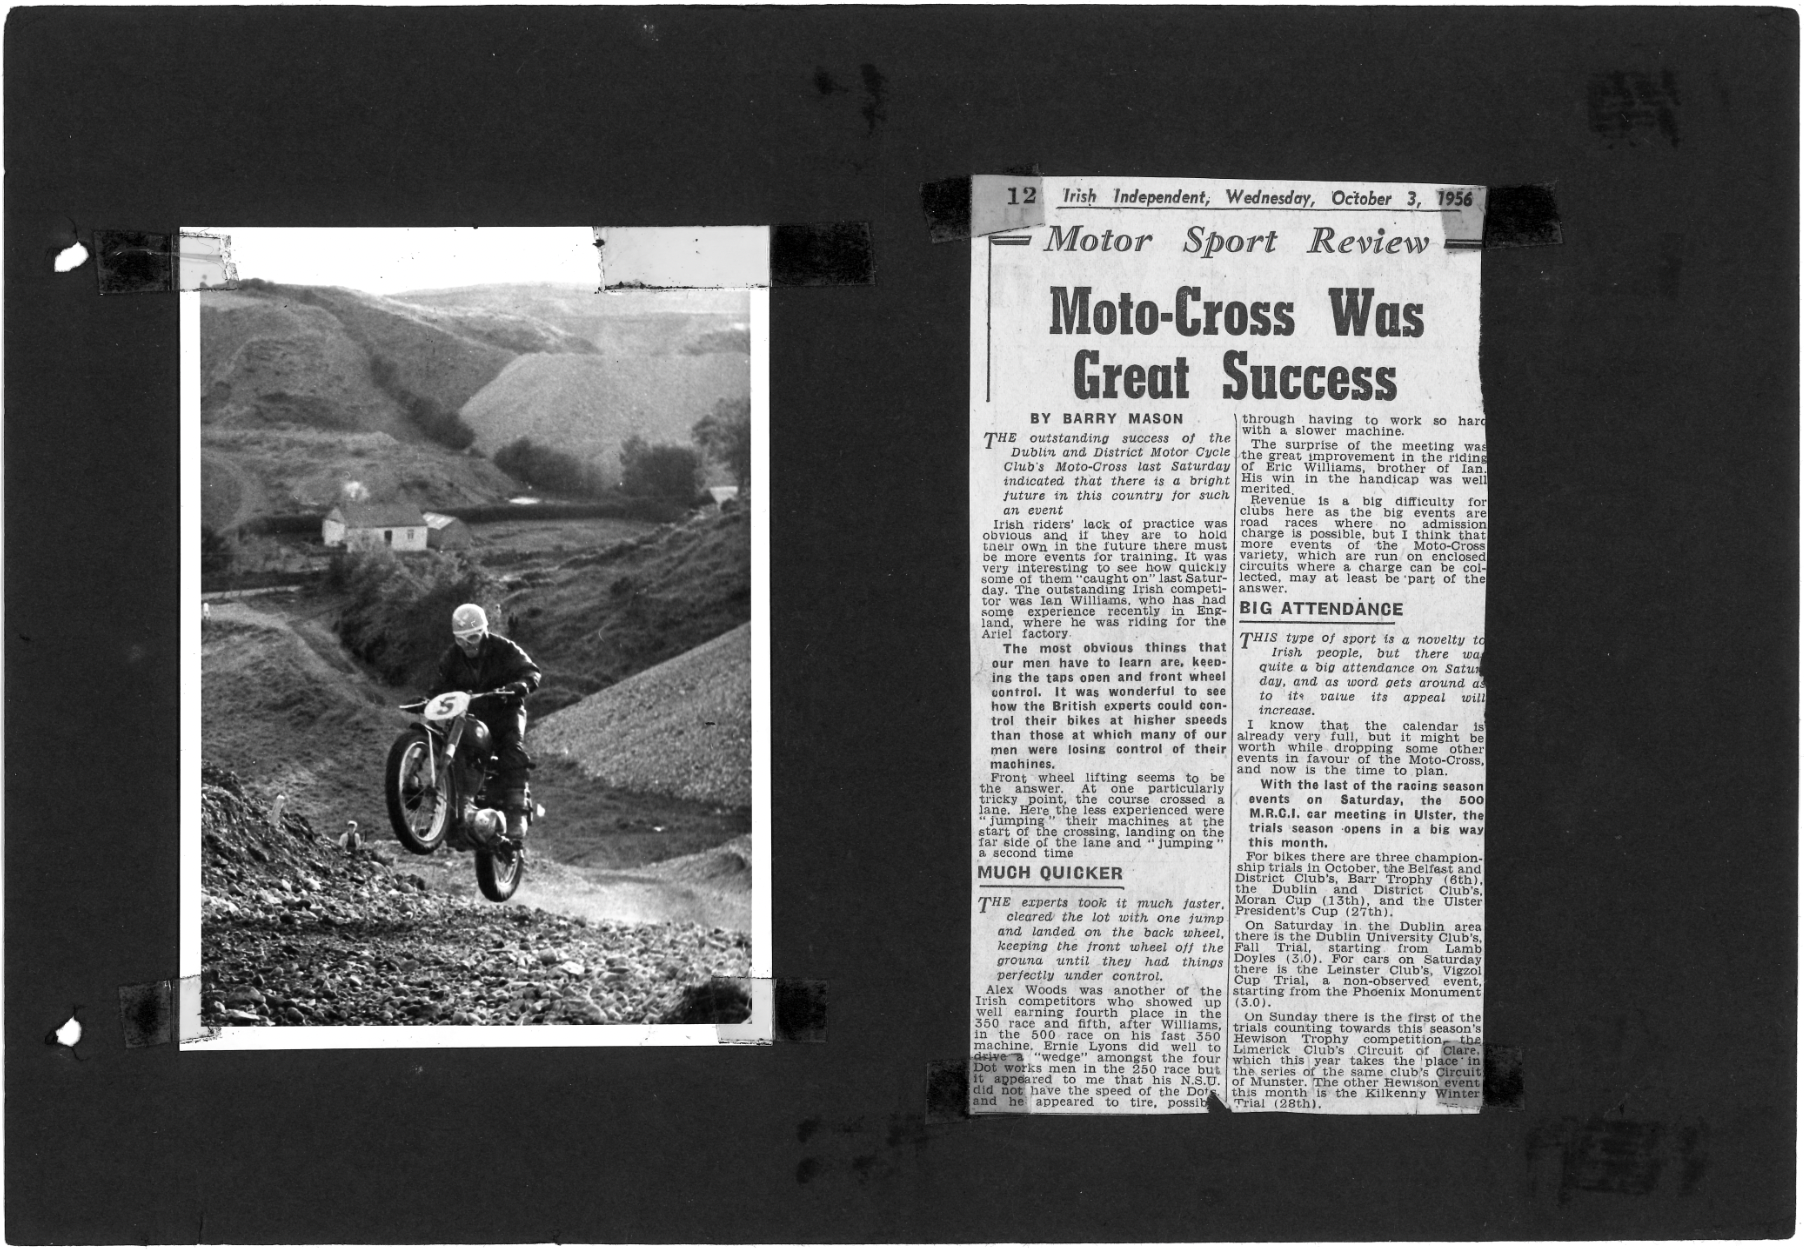 5
12 Irish Independent, Wednesday, October 3, 1956
Motor Sport Review
Moto-Cross Was
Great Success
BY BARRY MASON
THE outstanding success of the
Dublin and District Motor Cycle
Club's Moto-Cross last Saturday
indicated that there is a bright
future in this country for such
an event
Irish riders' lack of practice was
obvious and if they are to hold
their own in the future there must
be more events for training. It was
very interesting to see how quickly
some of them "caught on" last Satur-
day. The outstanding Irish competi-
tor was Ian Williams, who has had
some experience recently in Eng-
land, where he was riding for the
Ariel factory.
The most obvious things that
our men have to learn are, keep-
ing the taps open and front wheel
control. It was wonderful to see
how the British experts could con-
trol their bikes at higher speeds
than those at which many of our
men were losing control of their
machines.
Front wheel lifting seems to be
the answer. At one particularly
tricky point, the course crossed a
lane. Here the less experienced were
"jumping" their machines at the
start of the crossing, landing on the
far side of the lane and "jumping"
a second time
MUCH QUICKER
THE experts took it much faster,
cleared the lot with one jump
and landed on the back wheel,
keeping the front wheel off the
ground until they had things
perfectly under control.
Alex Woods was another of the
Irish competitors who showed up
well earning fourth place in the
350 race and fifth, after Williams,
in the 500 race on his fast 350
machine. Ernie Lyons did well to
drive a "wedge" amongst the four
Dot works men in the 250 race but
it appeared to me that his N.S.U.
did not have the speed of the Dots
and he appeared to tire, possib
through having to work so hard
with a slower machine.
The surprise of the meeting was
the great improvement in the riding
of Eric Williams, brother of Ian.
His win in the handicap was well
merited.
Revenue is a big difficulty for
clubs here as the big events are
road races where no admission
charge is possible, but I think that
more events of the Moto-Cross
variety, which are run on enclosed
circuits where a charge can be col-
lected, may at least be part of the
answer.
BIG ATTENDANCE
THIS type of sport is a novelty to
Irish people, but there was
quite a big attendance on Satur-
day, and as word gets around as
to its value its appeal will
increase.
I know that the calendar is
already very full, but it might be
worth while dropping some other
events in favour of the Moto-Cross,
and now is the time to plan.
With the last of the racing season
events on Saturday, the 500
M.R.C.I. car meeting in Ulster, the
trials season opens in a big way
this month.
For bikes there are three champion-
ship trials in October, the Belfast and
District Club's, Barr Trophy (6th),
the Dublin and District Club's,
Moran Cup (13th), and the Ulster
President's Cup (27th).
On Saturday in the Dublin area
there is the Dublin University Club's,
Fall Trial, starting from Lamb
Doyles (3.0). For cars on Saturday
there is the Leinster Club's, Vigzol
Cup Trial, a non-observed event,
starting from the Phoenix Monument
(3.0).
On Sunday there is the first of the
trials counting towards this season's
Hewison Trophy competition, the
Limerick Club's Circuit of Clare,
which this year takes the place in
the series of the same club's Circuit
of Munster. The other Hewison event
this month is the Kilkenny Winter
Trial (28th).